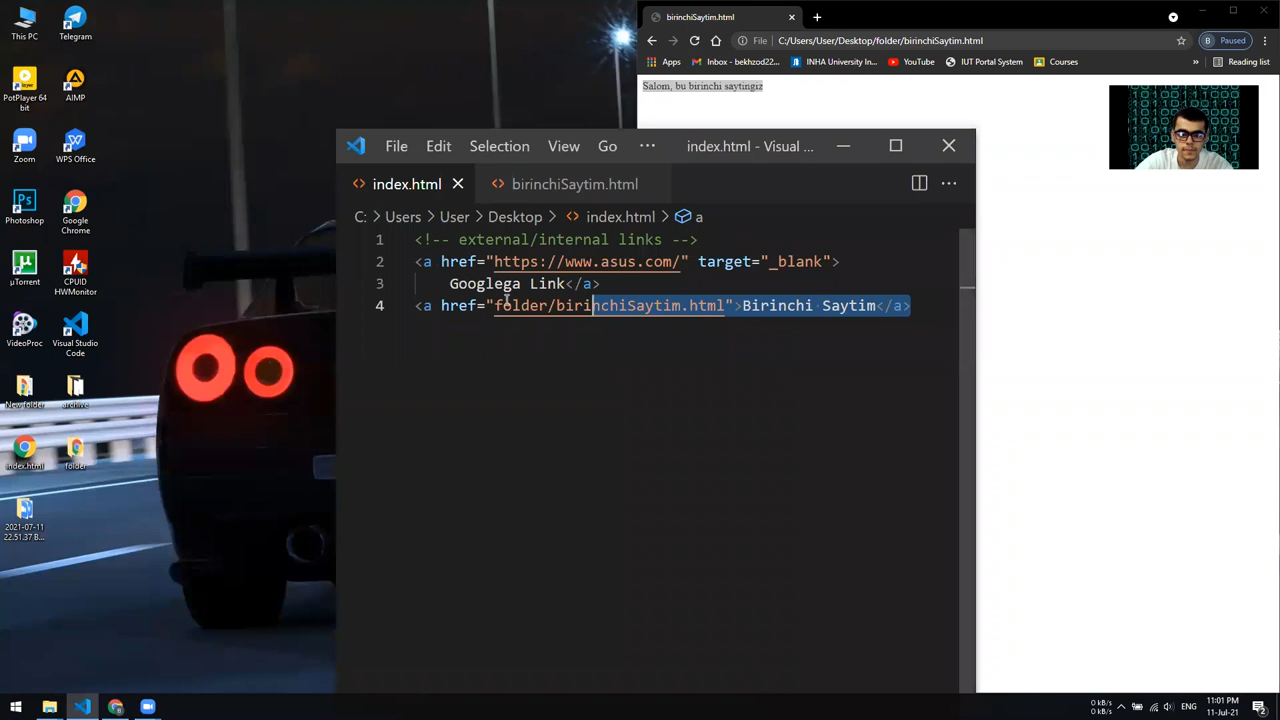 This PC
Telegram
PotPlayer 64 bit
AIMP
Zoom
WPS Office
Photoshop
Google Chrome
µTorrent
CPUID HWMonitor
VideoProc
Visual Studio Code
New folder
archive
index.html
folder
2021-07-11 22.51.37 B...
birinchiSaytim.html
File
C:/Users/User/Desktop/folder/birinchiSaytim.html
B Paused
Apps
Inbox - bekhzod22...
INHA University In...
YouTube
IUT Portal System
Courses
»
Reading list
Salom, bu birinchi saytingiz
File Edit Selection View Go ··· index.html - Visual ...
index.html
birinchiSaytim.html
C: > Users > User > Desktop > index.html > a
1 <!-- external/internal links -->
2 <a href="https://www.asus.com/" target="_blank">
3 Googlega Link</a>
4 <a href="folder/birinchiSaytim.html">Birinchi Saytim</a>
0 kB/s
0 kB/s
ENG
11:01 PM
11-Jul-21
2